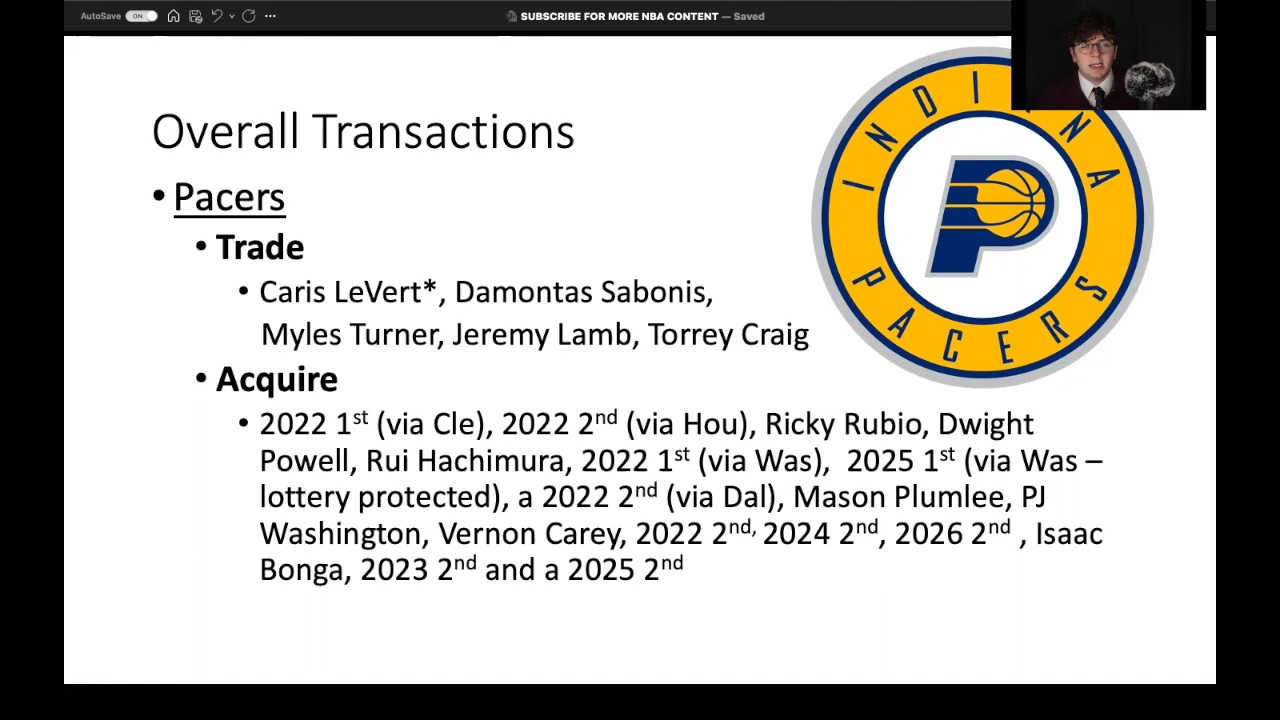 AutoSave ON
SUBSCRIBE FOR MORE NBA CONTENT — Saved
INDIANA
PACERS
Overall Transactions
• Pacers
• Trade
• Caris LeVert*, Damontas Sabonis,
Myles Turner, Jeremy Lamb, Torrey Craig
• Acquire
• 2022 1st (via Cle), 2022 2nd (via Hou), Ricky Rubio, Dwight
Powell, Rui Hachimura, 2022 1st (via Was), 2025 1st (via Was –
lottery protected), a 2022 2nd (via Dal), Mason Plumlee, PJ
Washington, Vernon Carey, 2022 2nd, 2024 2nd, 2026 2nd , Isaac
Bonga, 2023 2nd and a 2025 2nd